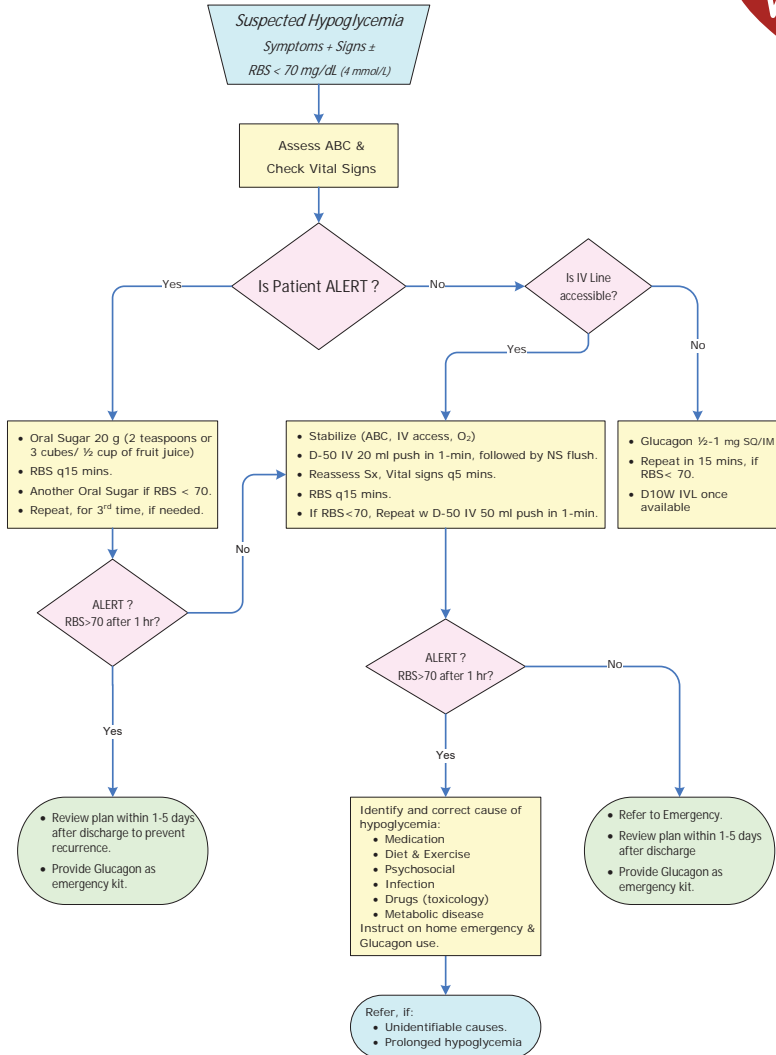 Suspected Hypoglycemia
Symptoms + Signs ±
RBS < 70 mg/dL (4 mmol/L)
Assess ABC &
Check Vital Signs
Is Patient ALERT ?
Yes
No
Is IV Line
accessible?
Yes
No
• Oral Sugar 20 g (2 teaspoons or
3 cubes/ ½ cup of fruit juice)
• RBS q15 mins.
• Another Oral Sugar if RBS < 70.
• Repeat, for 3rd time, if needed.
• Stabilize (ABC, IV access, O₂)
• D-50 IV 20 ml push in 1-min, followed by NS flush.
• Reassess Sx, Vital signs q5 mins.
• RBS q15 mins.
• If RBS<70, Repeat w D-50 IV 50 ml push in 1-min.
• Glucagon ½-1 mg SQ/IM
• Repeat in 15 mins, if
RBS< 70.
• D10W IVL once
available
No
ALERT ?
RBS>70 after 1 hr?
ALERT ?
RBS>70 after 1 hr?
No
Yes
Yes
• Review plan within 1-5 days
after discharge to prevent
recurrence.
• Provide Glucagon as
emergency kit.
Identify and correct cause of
hypoglycemia:
• Medication
• Diet & Exercise
• Psychosocial
• Infection
• Drugs (toxicology)
• Metabolic disease
Instruct on home emergency &
Glucagon use.
• Refer to Emergency.
• Review plan within 1-5 days
after discharge
• Provide Glucagon as
emergency kit.
Refer, if:
• Unidentifiable causes.
• Prolonged hypoglycemia